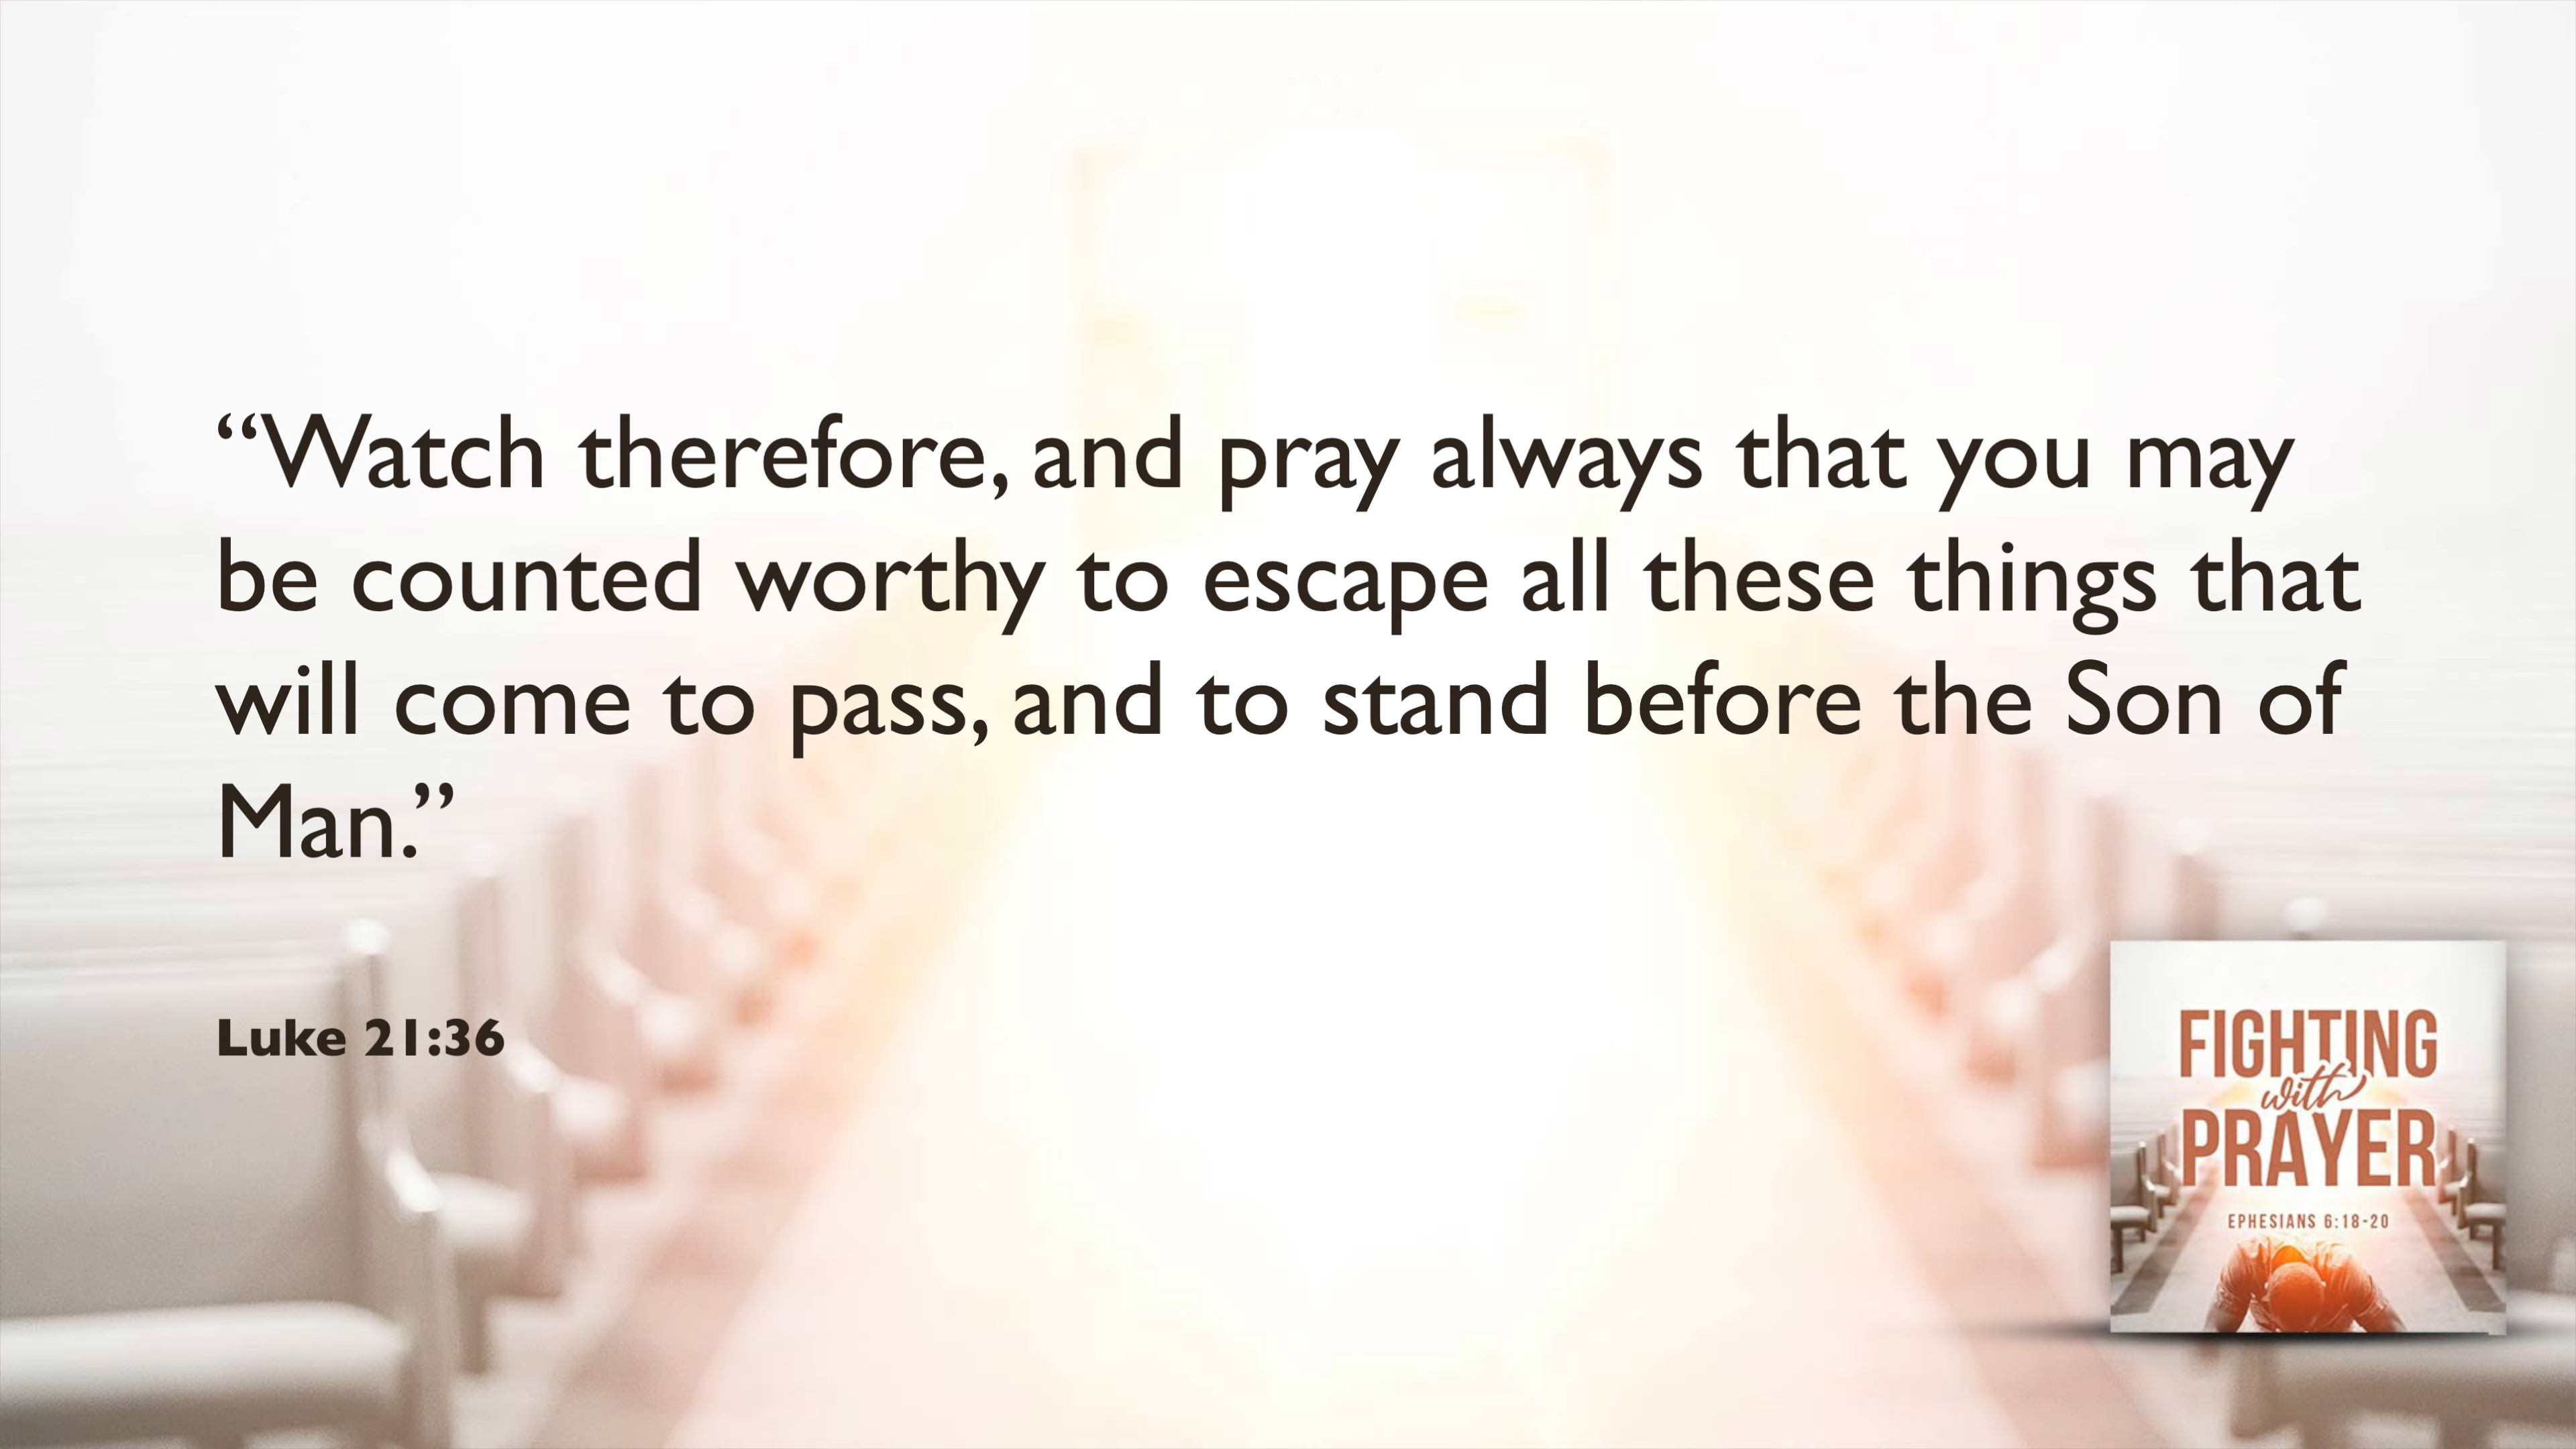 “Watch therefore, and pray always that you may
be counted worthy to escape all these things that
will come to pass, and to stand before the Son of
Man.”
Luke 21:36
FIGHTING
with
PRAYER
EPHESIANS 6:18-20